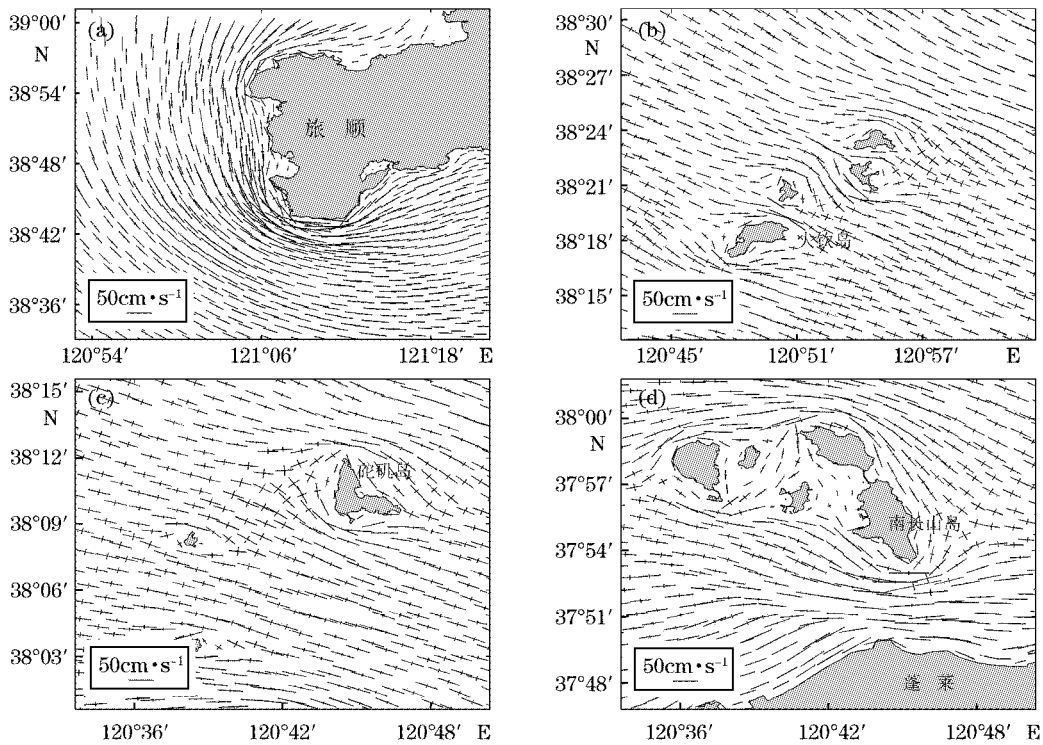 (a)
39°00′
N
38°54′
38°48′
38°42′
38°36′
旅 顺
50cm·s⁻¹
120°54′ 121°06′ 121°18′ E
(b)
38°30′
N
38°27′
38°24′
38°21′
38°18′
38°15′
大钦岛
50cm·s⁻¹
120°45′ 120°51′ 120°57′ E
(c)
38°15′
N
38°12′
38°09′
38°06′
38°03′
砣矶岛
50cm·s⁻¹
120°36′ 120°42′ 120°48′ E
(d)
38°00′
N
37°57′
37°54′
37°51′
37°48′
南长山岛
蓬 莱
50cm·s⁻¹
120°36′ 120°42′ 120°48′ E